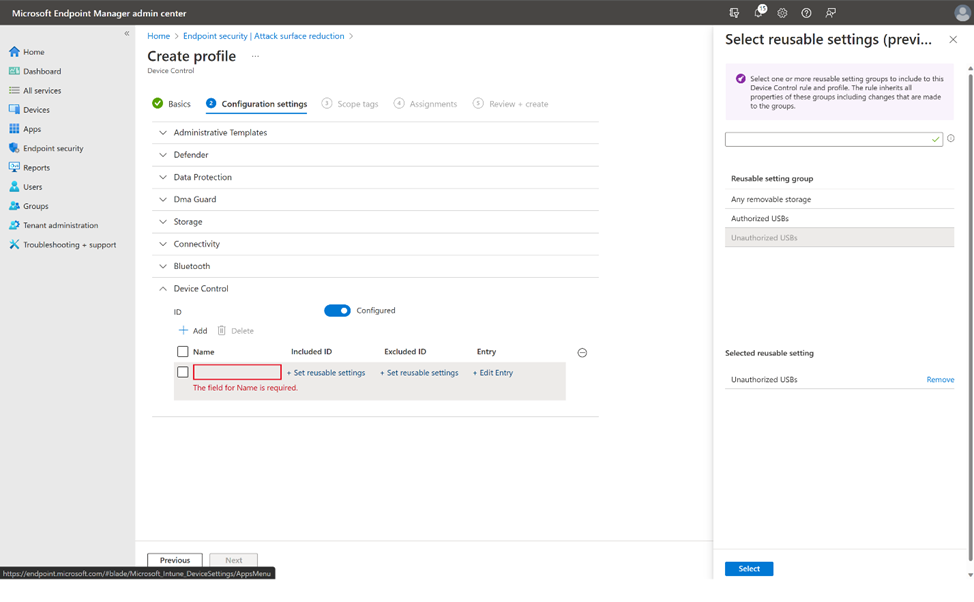 Microsoft Endpoint Manager admin center
15
«
Home
Dashboard
All services
Devices
Apps
Endpoint security
Reports
Users
Groups
Tenant administration
Troubleshooting + support
Home > Endpoint security | Attack surface reduction >
Create profile ...
Device Control
Basics
2 Configuration settings
3 Scope tags
4 Assignments
5 Review + create
Administrative Templates
Defender
Data Protection
Dma Guard
Storage
Connectivity
Bluetooth
Device Control
ID Configured
+ Add Delete
Name Included ID Excluded ID Entry
+ Set reusable settings + Set reusable settings + Edit Entry
The field for Name is required.
Previous Next
https://endpoint.microsoft.com/#blade/Microsoft_Intune_DeviceSettings/AppsMenu
Select reusable settings (previ...
Select one or more reusable setting groups to include to this
Device Control rule and profile. The rule inherits all
properties of these groups including changes that are made
to the groups.
Reusable setting group
Any removable storage
Authorized USBs
Unauthorized USBs
Selected reusable setting
Unauthorized USBs Remove
Select